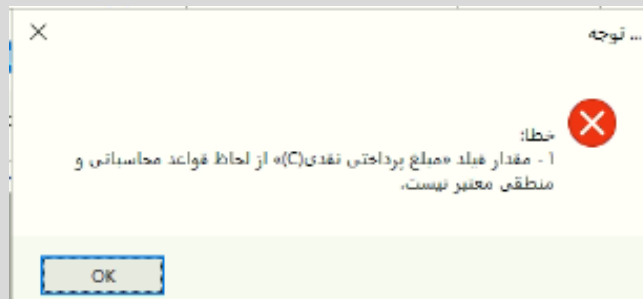 توجه ...
خطا:
1 - مقدار فیلد «مبلغ پرداختی نقدی(C)» از لحاظ قواعد محاسباتی و
منطقی معتبر نیست.
OK